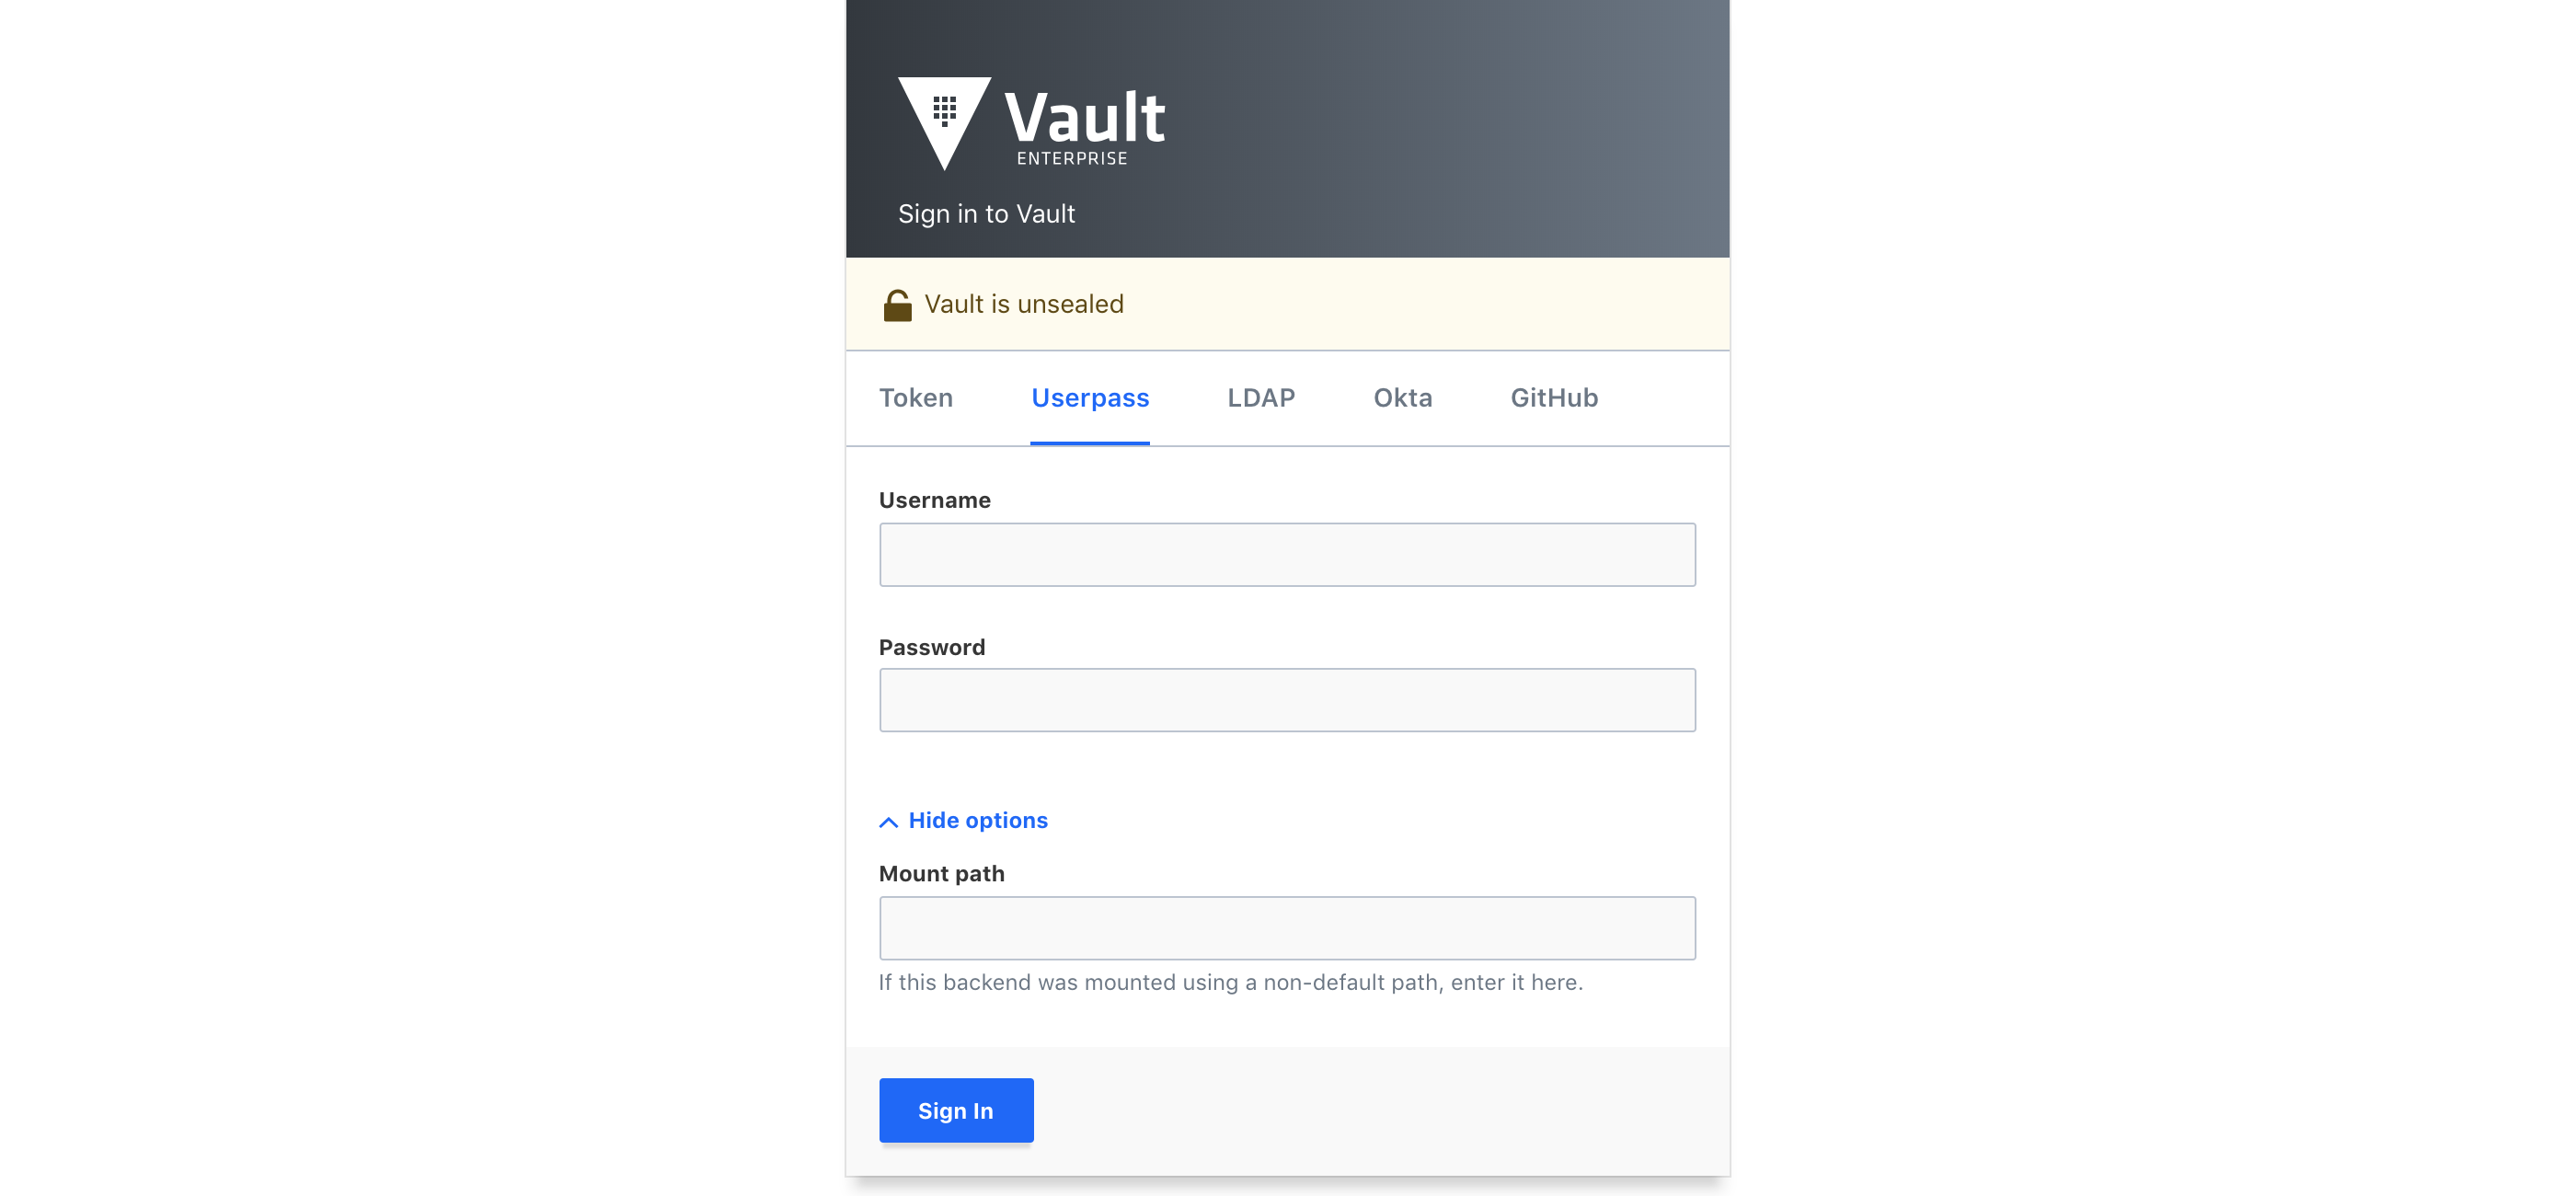 Vault
ENTERPRISE
Sign in to Vault
Vault is unsealed
Token Userpass LDAP Okta GitHub
Username
Password
Hide options
Mount path
If this backend was mounted using a non-default path, enter it here.
Sign In